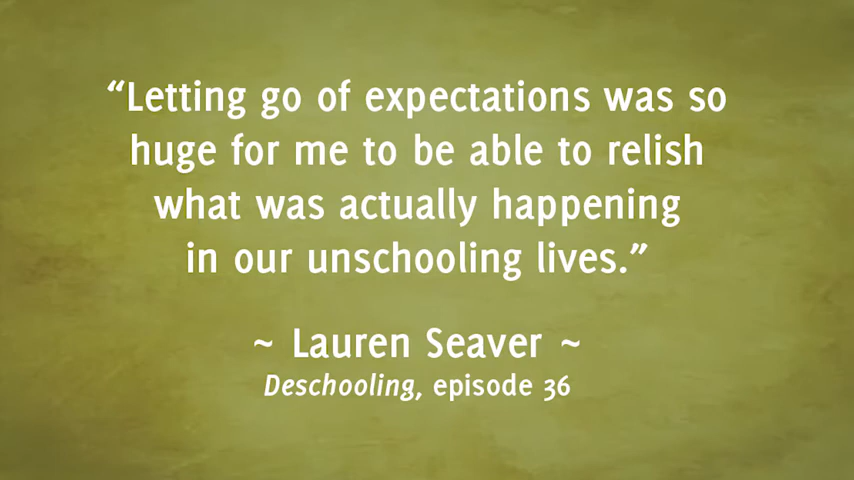 “Letting go of expectations was so
huge for me to be able to relish
what was actually happening
in our unschooling lives.”
~ Lauren Seaver ~
Deschooling, episode 36